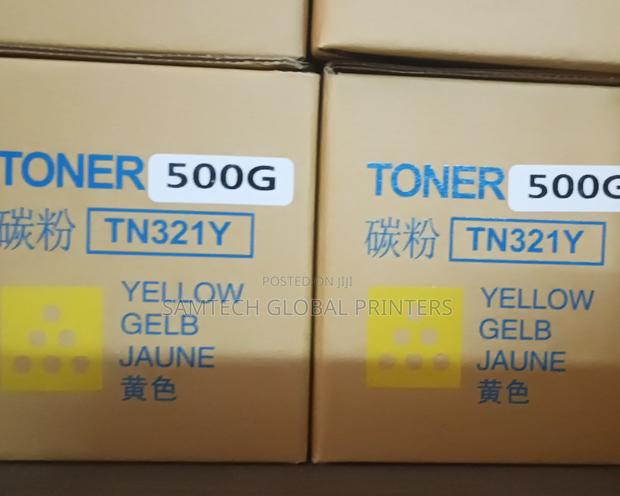 TONER 500G
碳粉 TN321Y
YELLOW
GELB
JAUNE
黄色
TONER 500G
碳粉 TN321Y
YELLOW
GELB
JAUNE
黄色
POSTED ON JIJI
SAMTECH GLOBAL PRINTERS